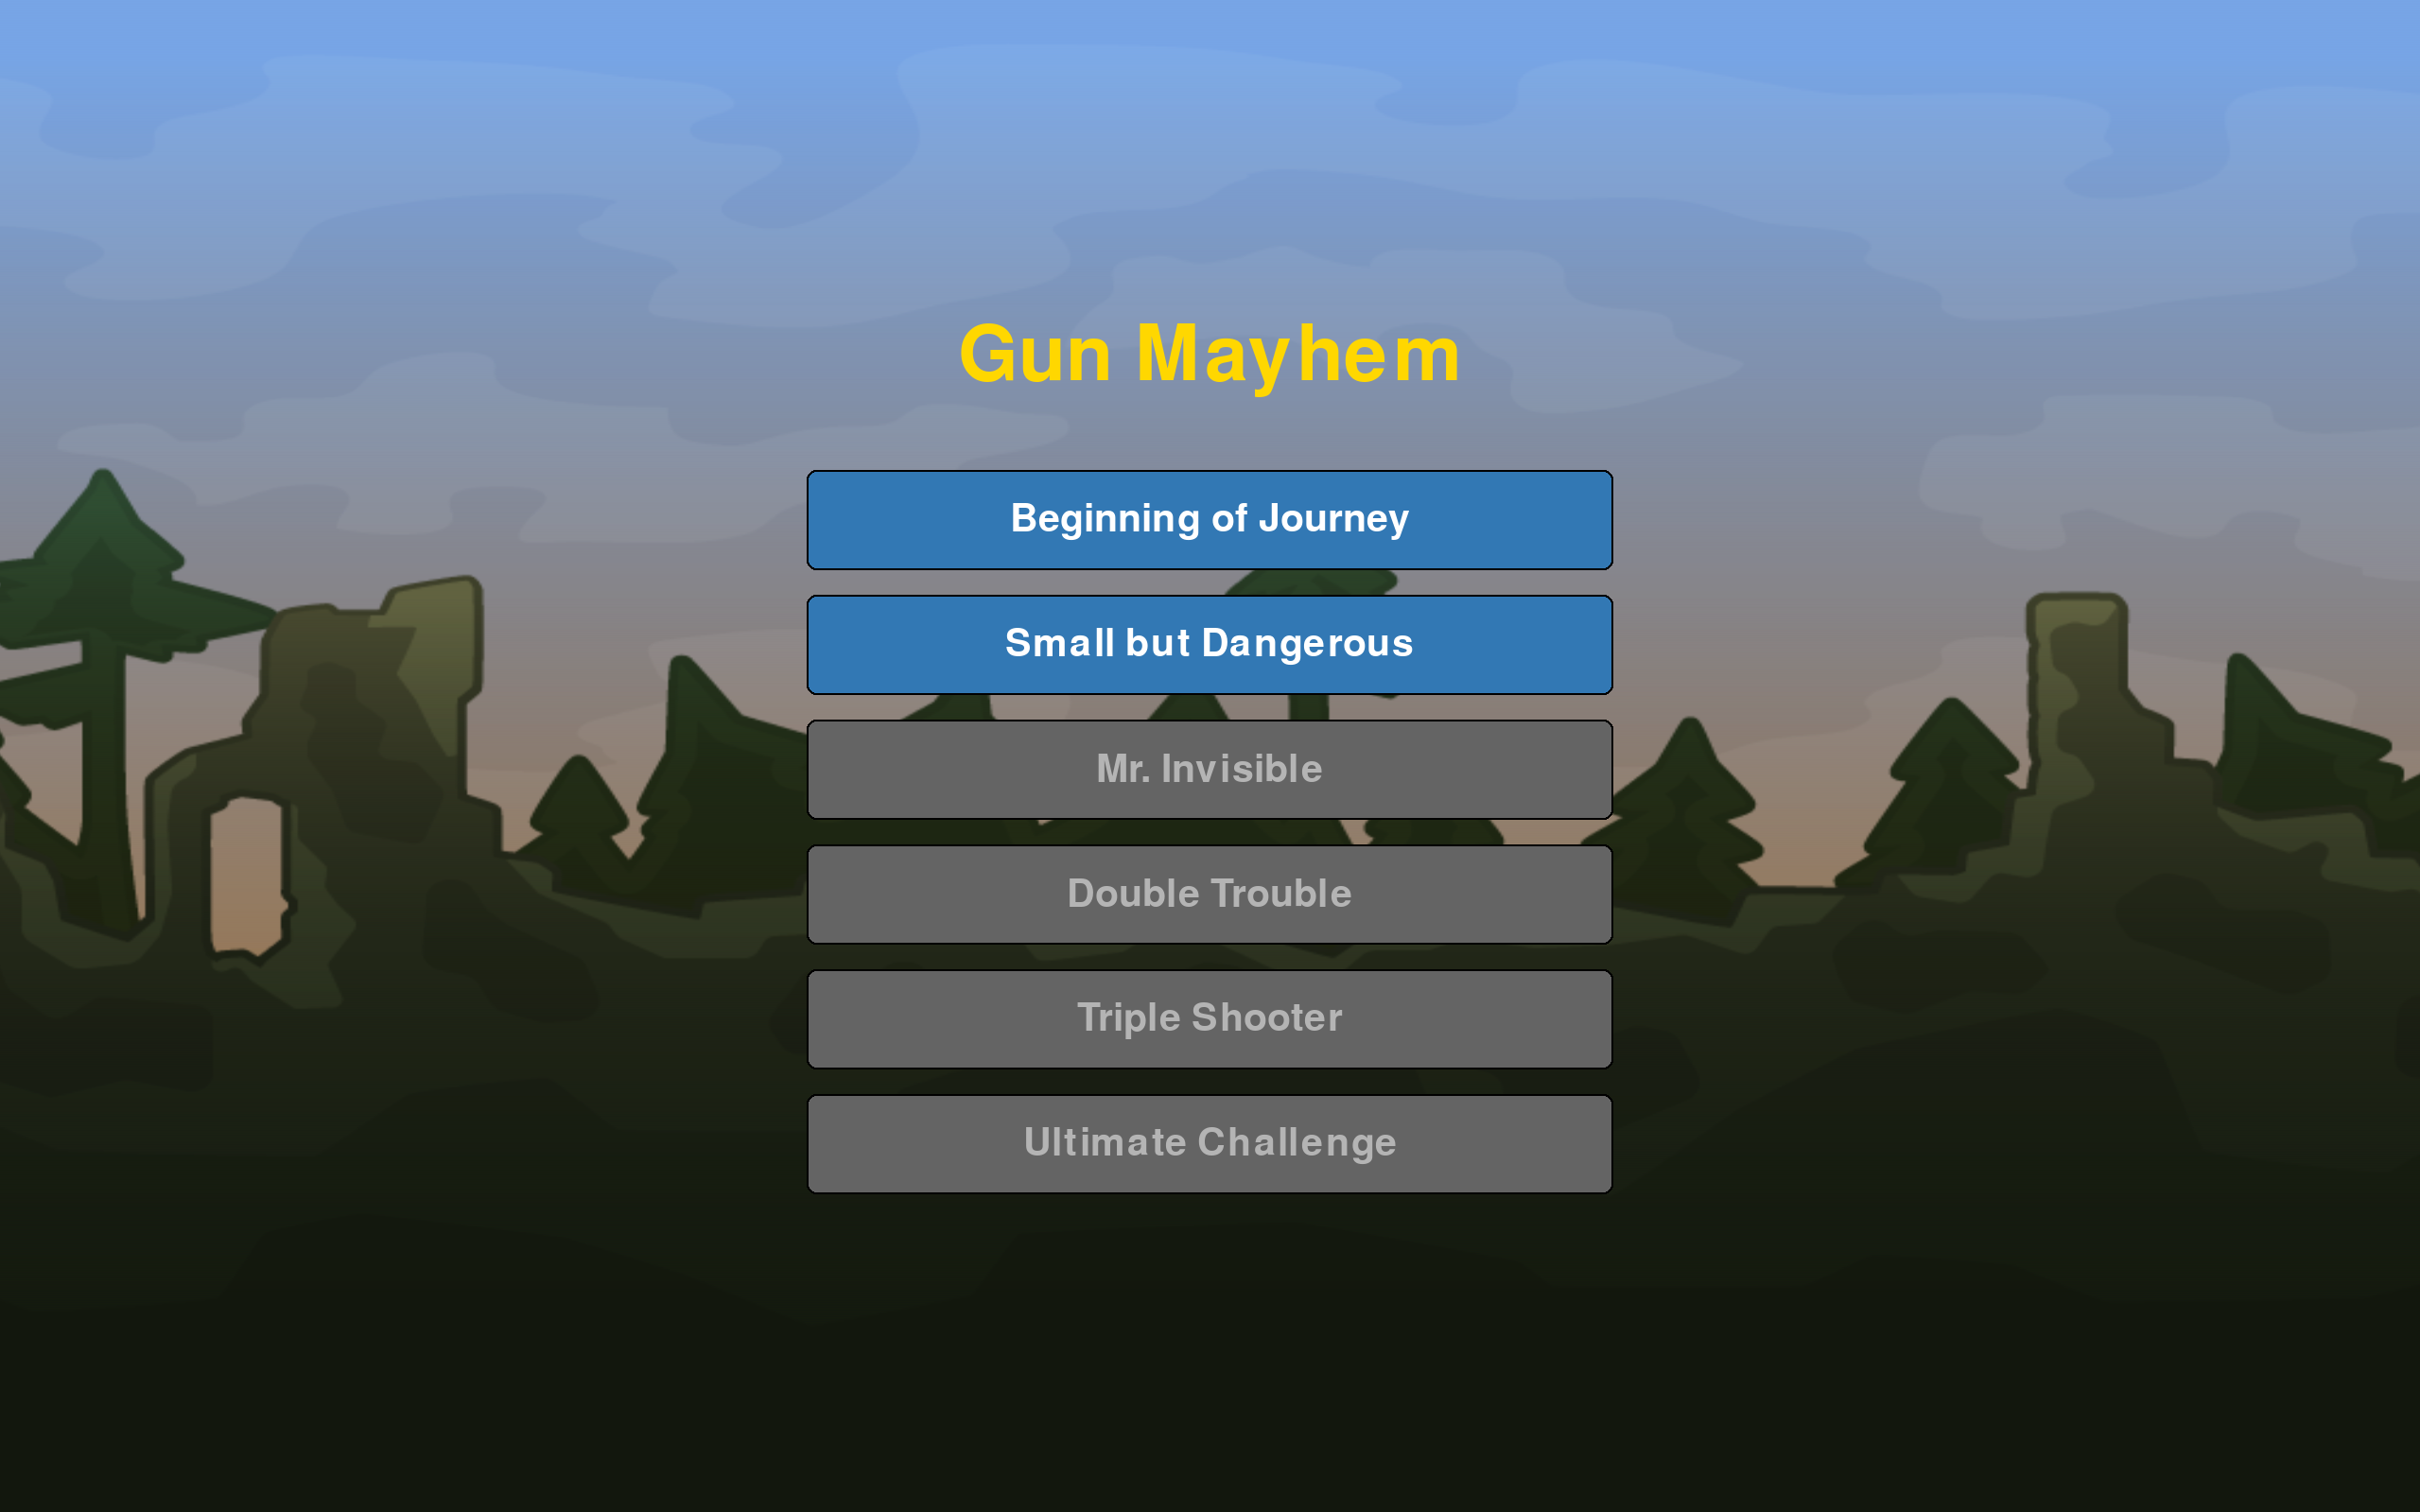 Gun Mayhem
Beginning of Journey
Small but Dangerous
Mr. Invisible
Double Trouble
Triple Shooter
Ultimate Challenge